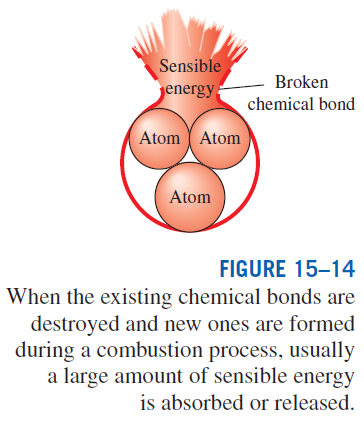 Sensible
energy
Broken
chemical bond
Atom Atom
Atom
FIGURE 15–14
When the existing chemical bonds are
destroyed and new ones are formed
during a combustion process, usually
a large amount of sensible energy
is absorbed or released.